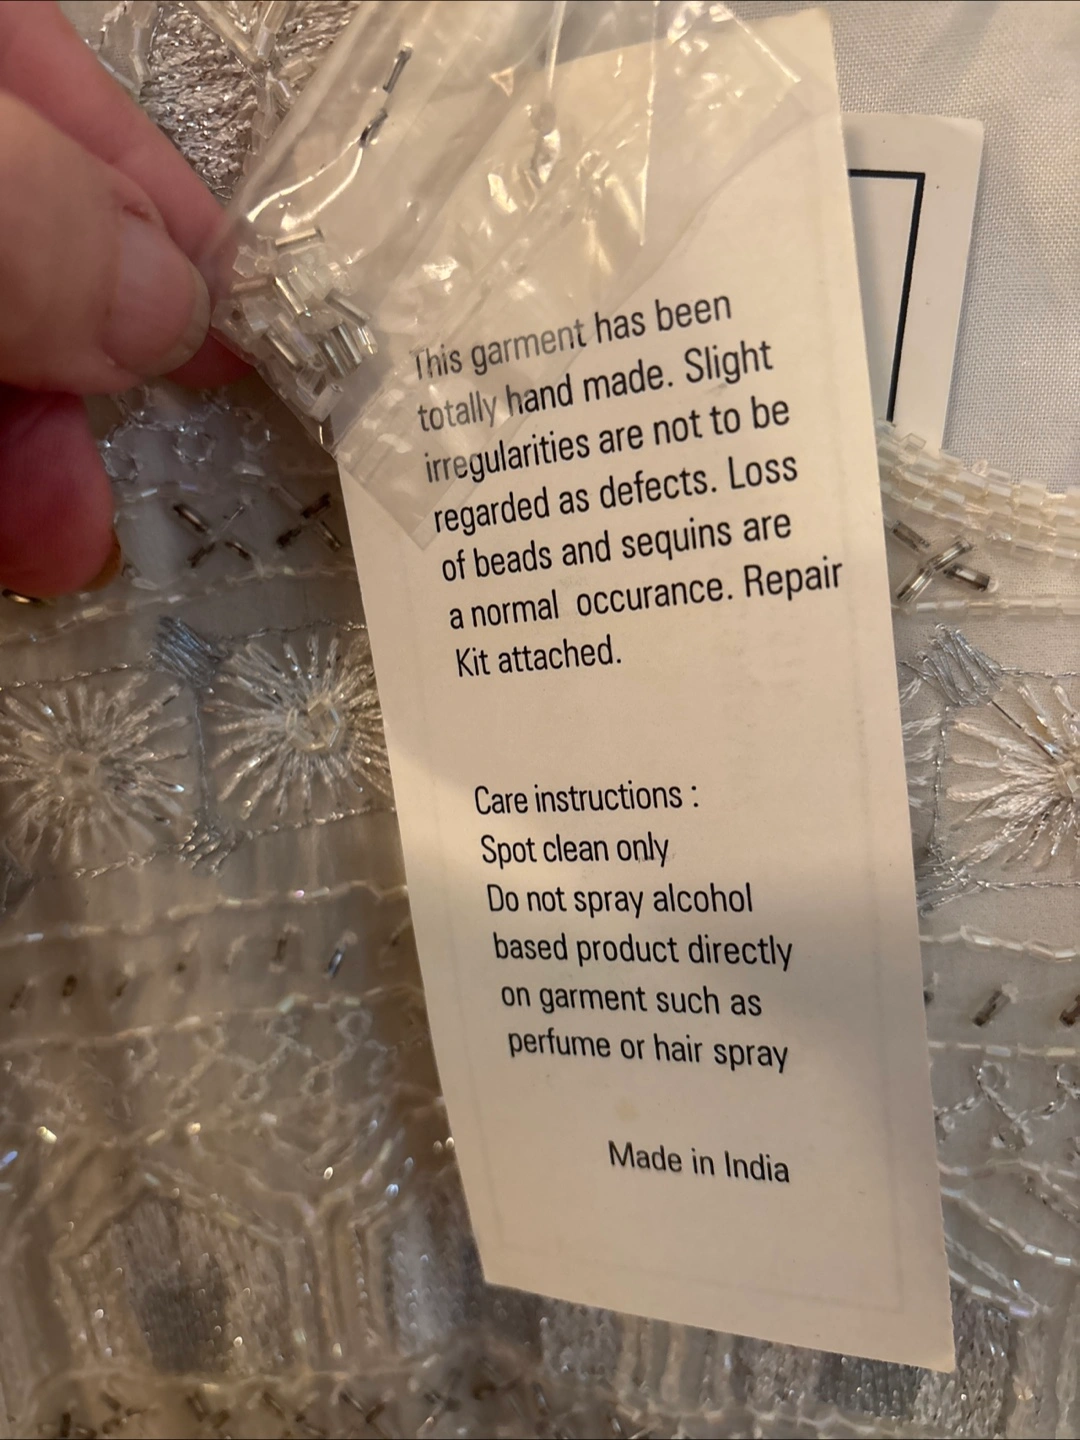 This garment has been
totally hand made. Slight
irregularities are not to be
regarded as defects. Loss
of beads and sequins are
a normal occurance. Repair
Kit attached.
Care instructions :
Spot clean only
Do not spray alcohol
based product directly
on garment such as
perfume or hair spray
Made in India